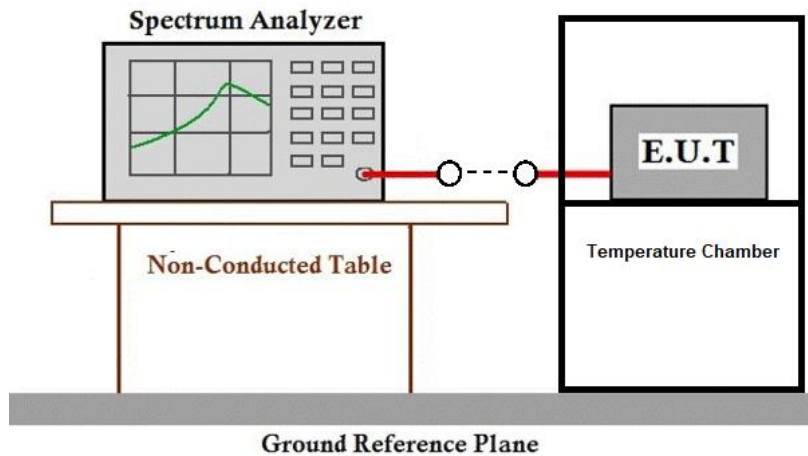 Spectrum Analyzer
E.U.T
Temperature Chamber
Non-Conducted Table
Ground Reference Plane